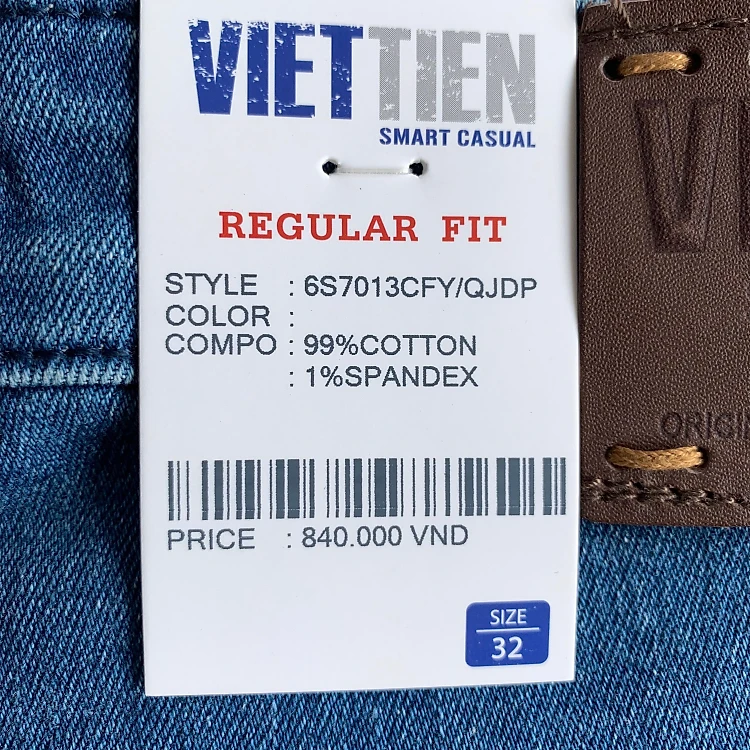 VIETTIEN
SMART CASUAL
REGULAR FIT
STYLE : 6S7013CFY/QJDP
COLOR :
COMPO : 99%COTTON
: 1%SPANDEX
PRICE : 840.000 VND
SIZE
32